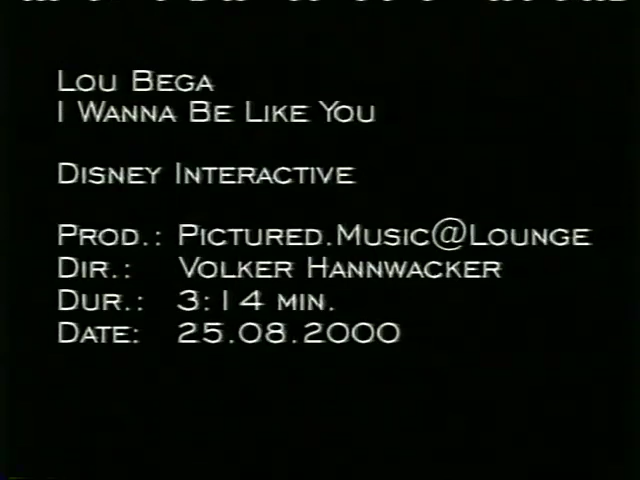 Lou Bega
I Wanna Be Like You
Disney Interactive
Prod.: Pictured.Music@Lounge
Dir.: Volker Hannwacker
Dur.: 3:14 min.
Date: 25.08.2000